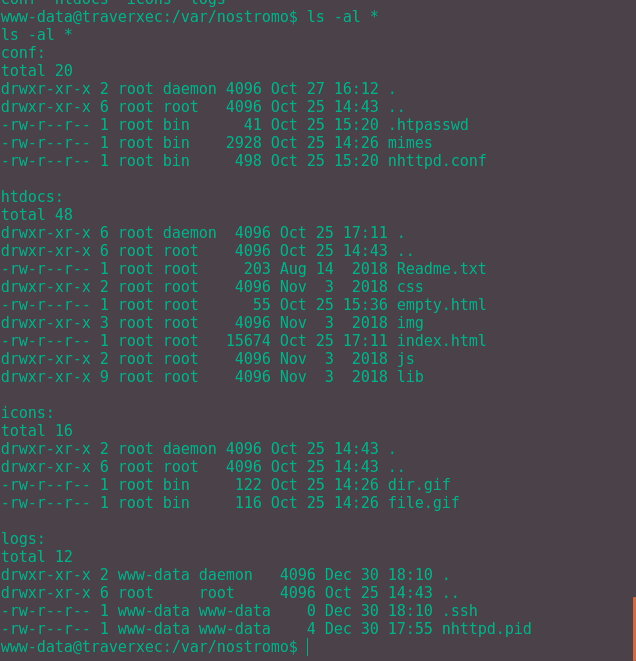 conf htdocs icons logs
www-data@traverxec:/var/nostromo$ ls -al *
ls -al *
conf:
total 20
drwxr-xr-x 2 root daemon 4096 Oct 27 16:12 .
drwxr-xr-x 6 root root   4096 Oct 25 14:43 ..
-rw-r--r-- 1 root bin      41 Oct 25 15:20 .htpasswd
-rw-r--r-- 1 root bin    2928 Oct 25 14:26 mimes
-rw-r--r-- 1 root bin     498 Oct 25 15:20 nhttpd.conf
htdocs:
total 48
drwxr-xr-x 6 root daemon  4096 Oct 25 17:11 .
drwxr-xr-x 6 root root    4096 Oct 25 14:43 ..
-rw-r--r-- 1 root root     203 Aug 14  2018 Readme.txt
drwxr-xr-x 2 root root    4096 Nov  3  2018 css
-rw-r--r-- 1 root root      55 Oct 25 15:36 empty.html
drwxr-xr-x 3 root root    4096 Nov  3  2018 img
-rw-r--r-- 1 root root   15674 Oct 25 17:11 index.html
drwxr-xr-x 2 root root    4096 Nov  3  2018 js
drwxr-xr-x 9 root root    4096 Nov  3  2018 lib
icons:
total 16
drwxr-xr-x 2 root daemon 4096 Oct 25 14:43 .
drwxr-xr-x 6 root root   4096 Oct 25 14:43 ..
-rw-r--r-- 1 root bin     122 Oct 25 14:26 dir.gif
-rw-r--r-- 1 root bin     116 Oct 25 14:26 file.gif
logs:
total 12
drwxr-xr-x 2 www-data daemon   4096 Dec 30 18:10 .
drwxr-xr-x 6 root     root     4096 Oct 25 14:43 ..
-rw-r--r-- 1 www-data www-data    0 Dec 30 18:10 .ssh
-rw-r--r-- 1 www-data www-data    4 Dec 30 17:55 nhttpd.pid
www-data@traverxec:/var/nostromo$